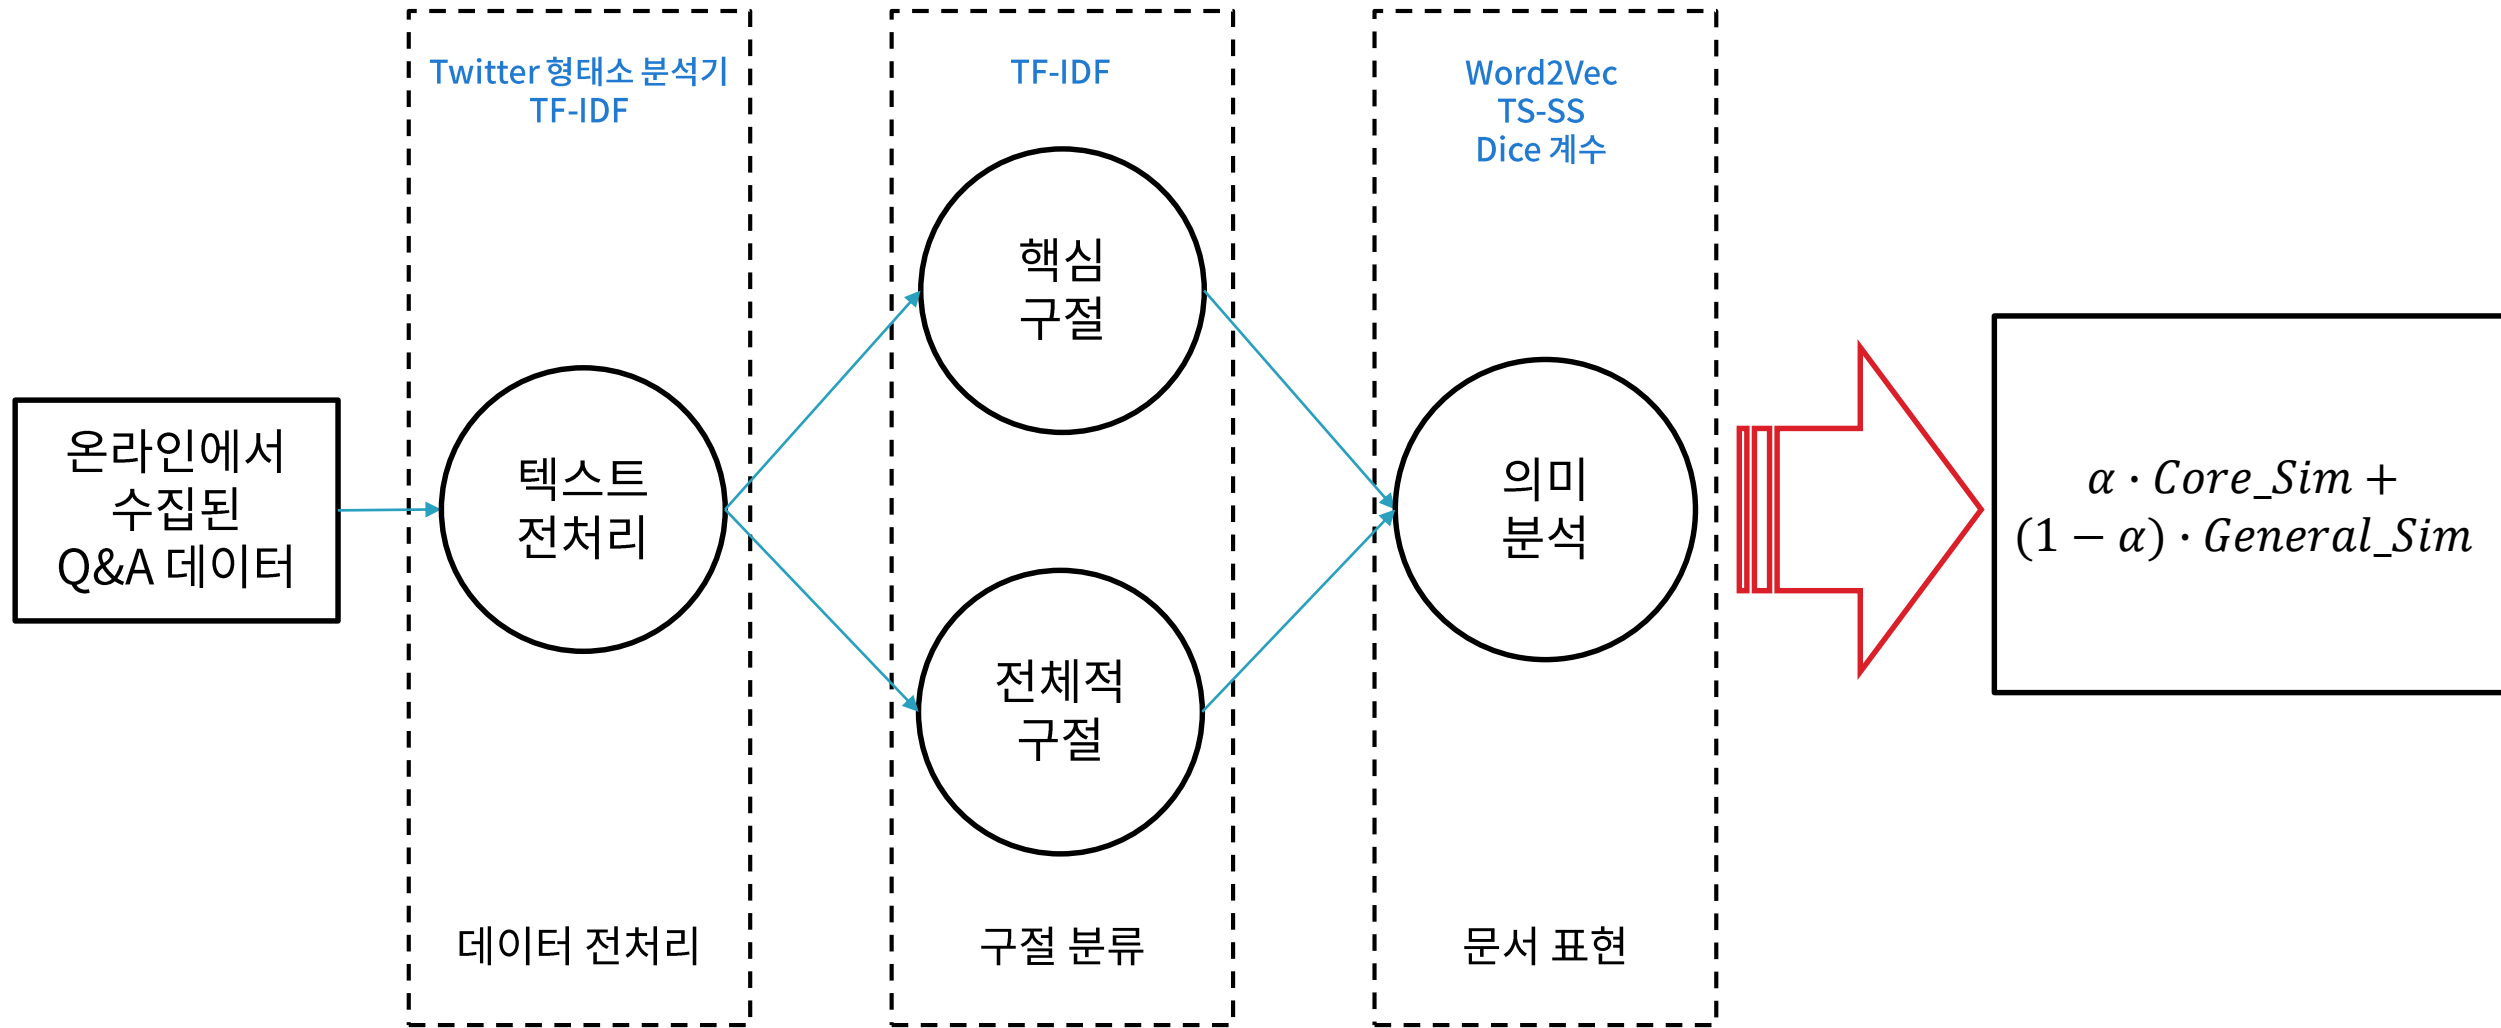 온라인에서
수집된
Q&A 데이터
Twitter 형태소 분석기
TF-IDF
텍스트
전처리
데이터 전처리
TF-IDF
핵심
구절
전체적
구절
구절 분류
Word2Vec
TS-SS
Dice 계수
의미
분석
문서 표현
α · Core_Sim +
(1 − α) · General_Sim